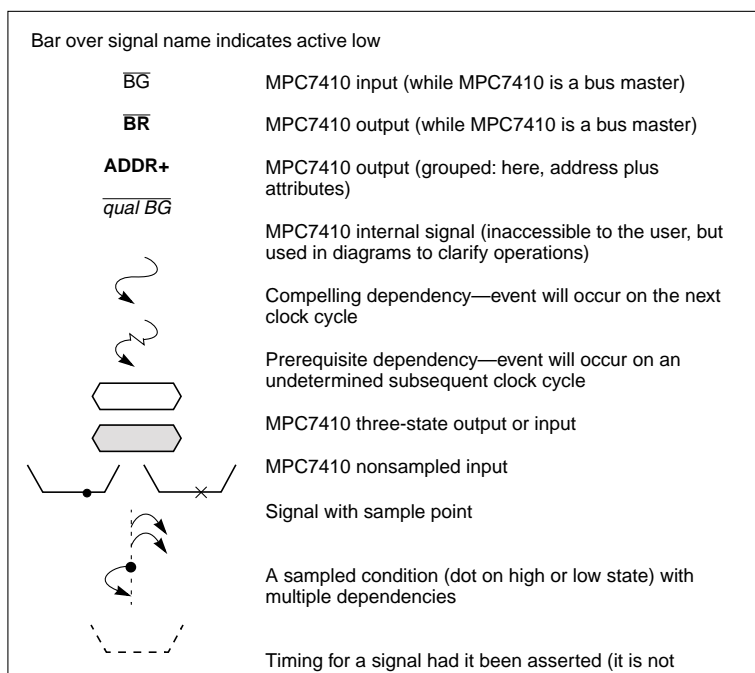 Bar over signal name indicates active low
BG MPC7410 input (while MPC7410 is a bus master)
BR MPC7410 output (while MPC7410 is a bus master)
ADDR+ MPC7410 output (grouped: here, address plus
attributes)
qual BG
MPC7410 internal signal (inaccessible to the user, but
used in diagrams to clarify operations)
Compelling dependency—event will occur on the next
clock cycle
Prerequisite dependency—event will occur on an
undetermined subsequent clock cycle
MPC7410 three-state output or input
MPC7410 nonsampled input
Signal with sample point
A sampled condition (dot on high or low state) with
multiple dependencies
Timing for a signal had it been asserted (it is not